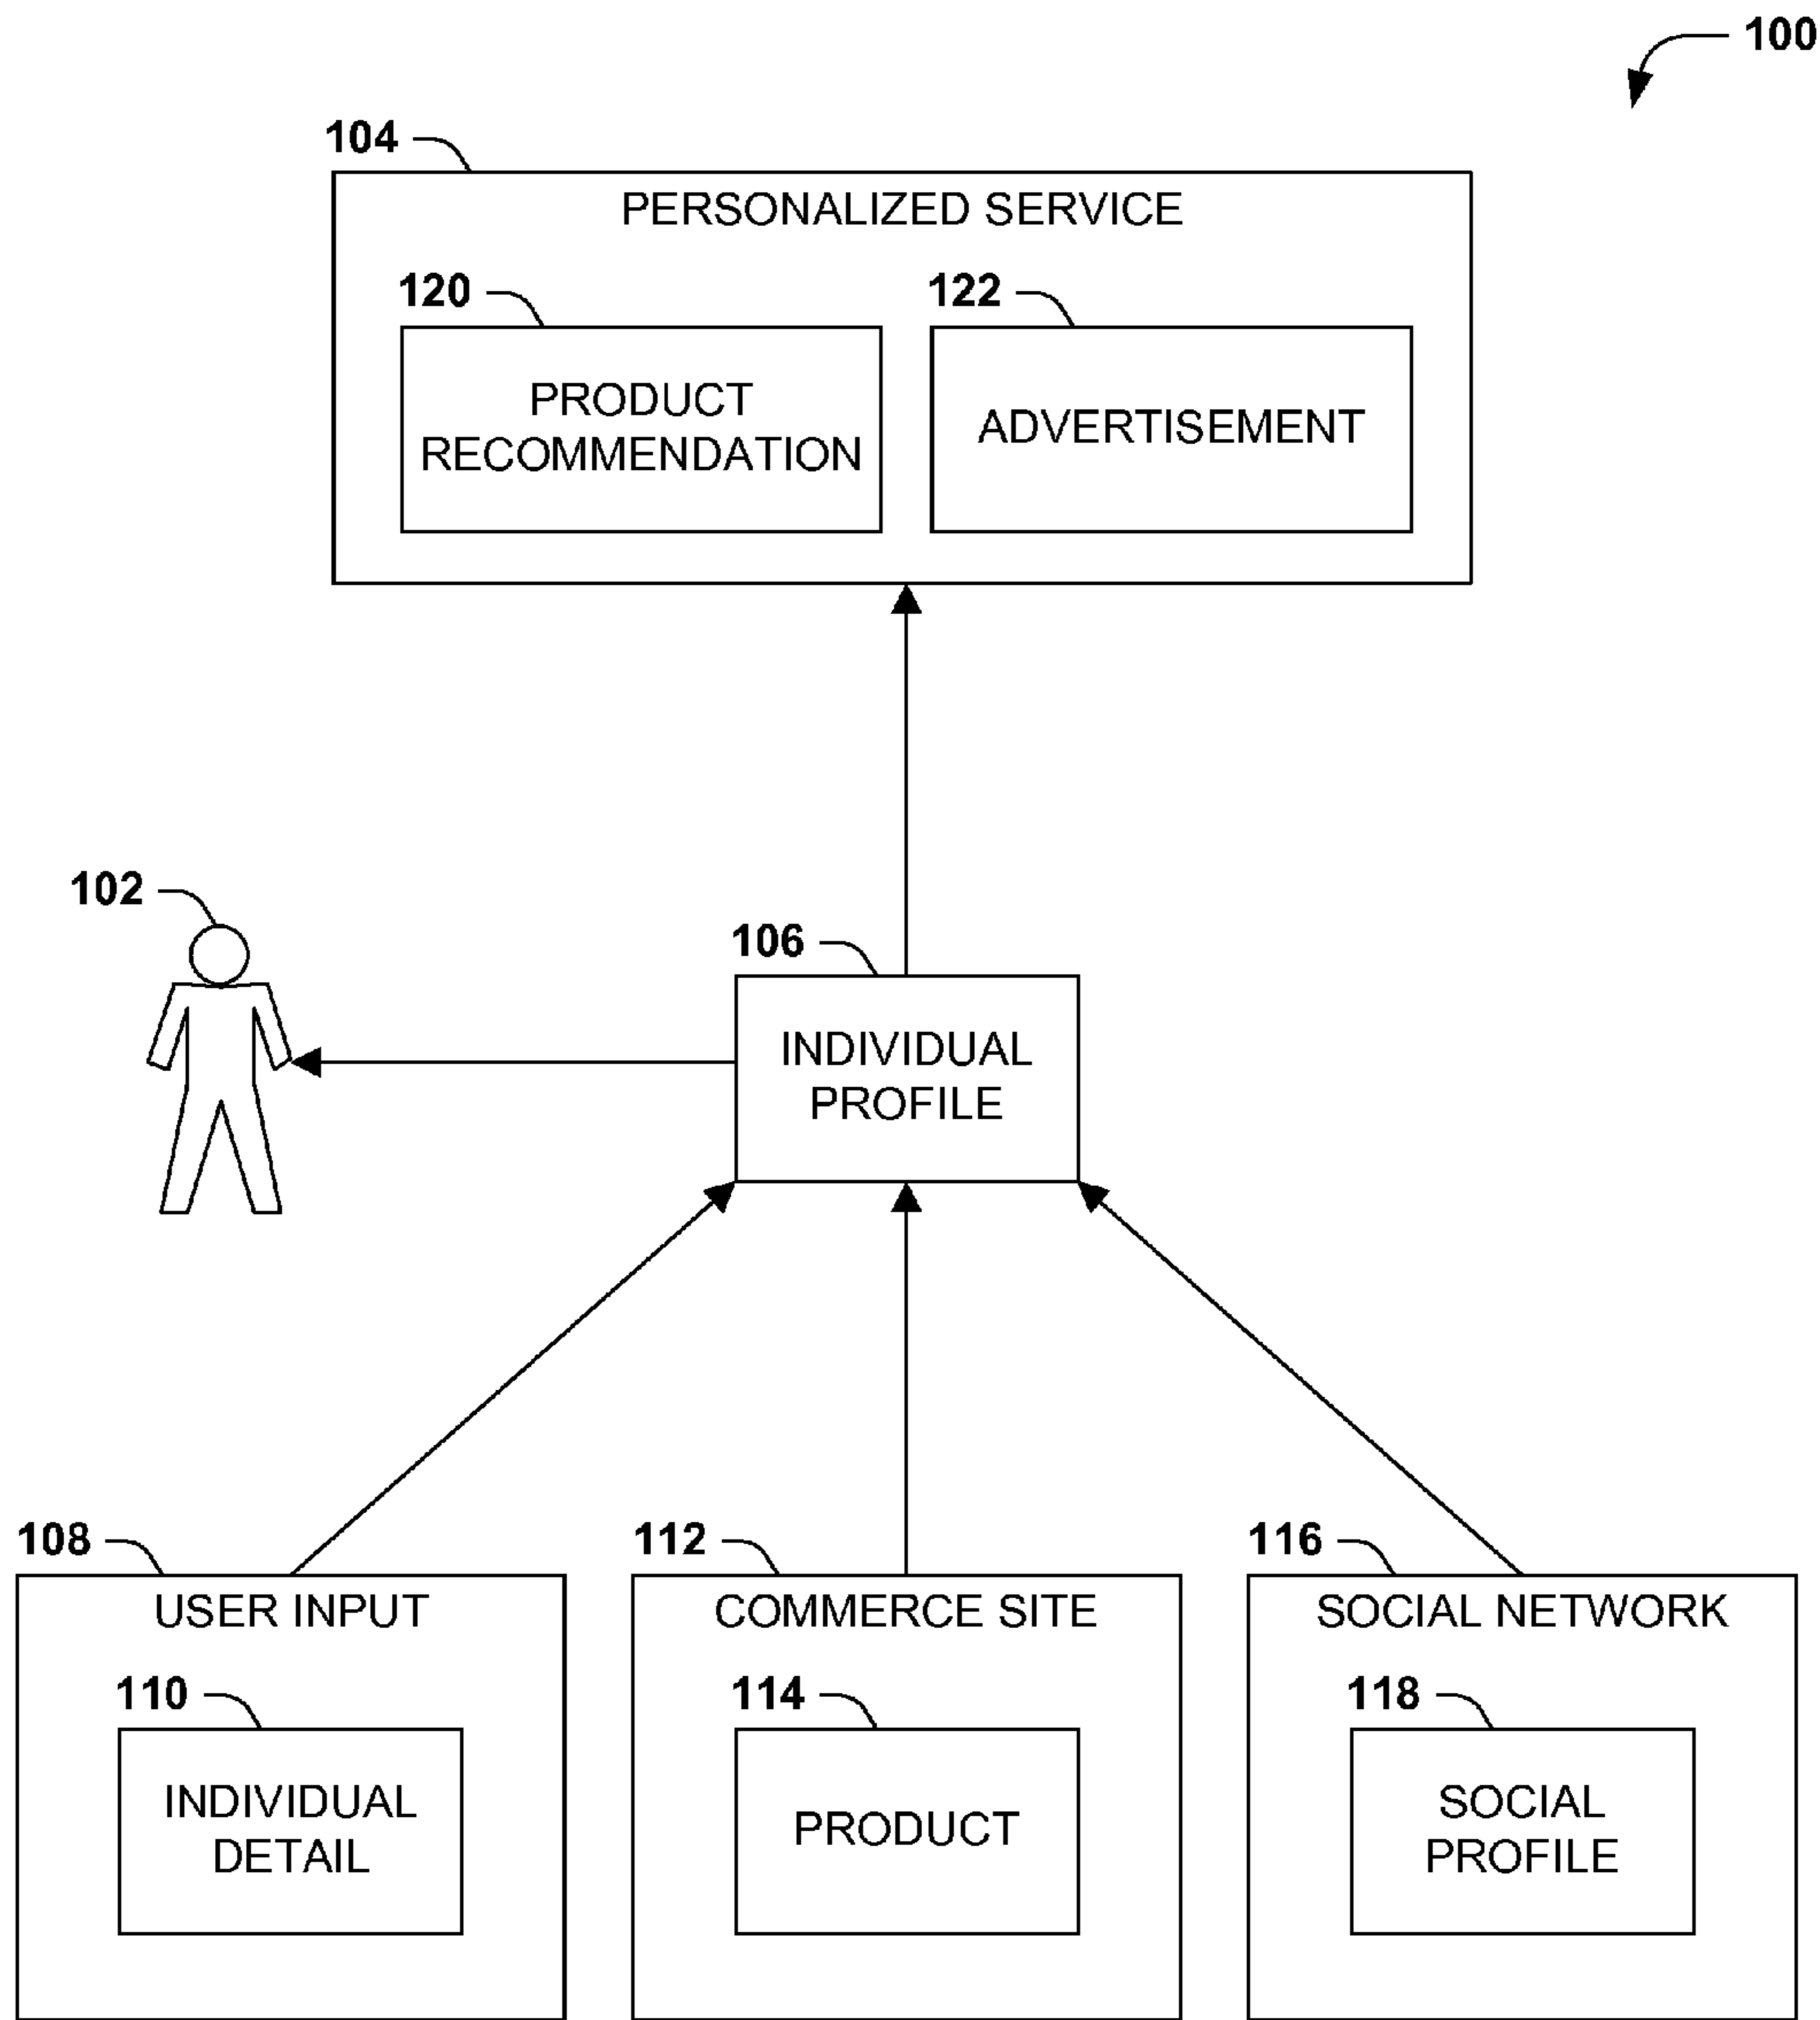 100
104
PERSONALIZED SERVICE
120
122
PRODUCT
RECOMMENDATION
ADVERTISEMENT
102
106
INDIVIDUAL
PROFILE
108
112
116
USER INPUT
COMMERCE SITE
SOCIAL NETWORK
110
114
118
INDIVIDUAL
DETAIL
PRODUCT
SOCIAL
PROFILE